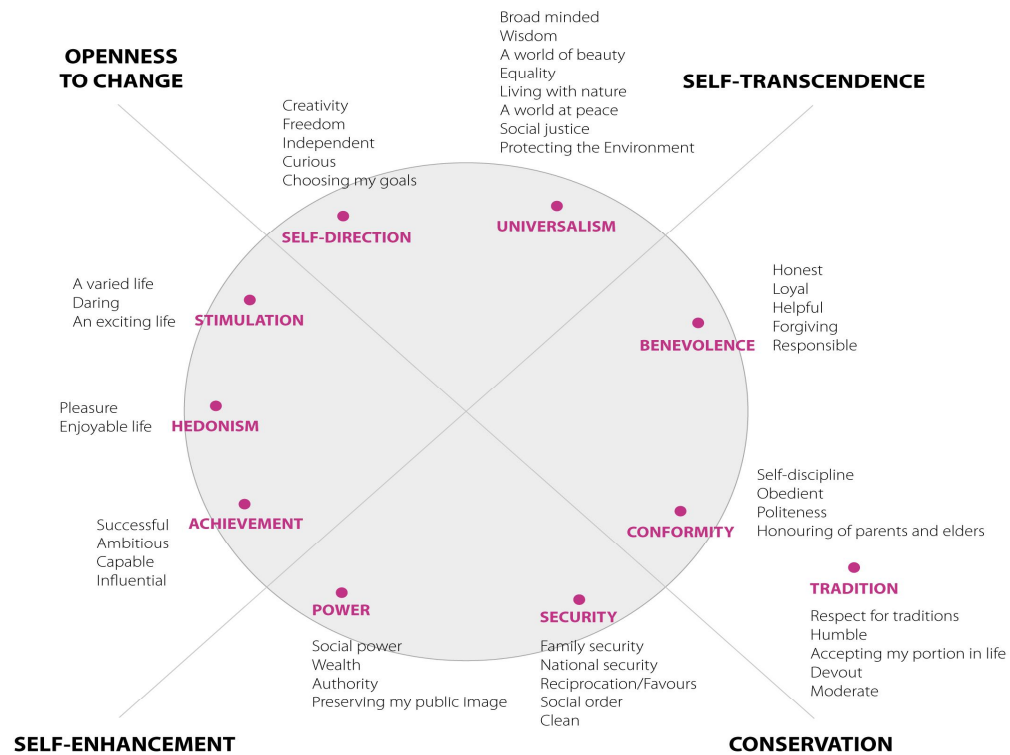 OPENNESS
TO CHANGE
Creativity
Freedom
Independent
Curious
Choosing my goals
Broad minded
Wisdom
A world of beauty
Equality
Living with nature
A world at peace
Social justice
Protecting the Environment
SELF-TRANSCENDENCE
SELF-DIRECTION
UNIVERSALISM
A varied life
Daring
An exciting life
STIMULATION
Honest
Loyal
Helpful
Forgiving
Responsible
BENEVOLENCE
Pleasure
Enjoyable life
HEDONISM
Successful
Ambitious
Capable
Influential
ACHIEVEMENT
Self-discipline
Obedient
Politeness
Honouring of parents and elders
CONFORMITY
TRADITION
Respect for traditions
Humble
Accepting my portion in life
Devout
Moderate
POWER
Social power
Wealth
Authority
Preserving my public image
SECURITY
Family security
National security
Reciprocation/Favours
Social order
Clean
SELF-ENHANCEMENT
CONSERVATION